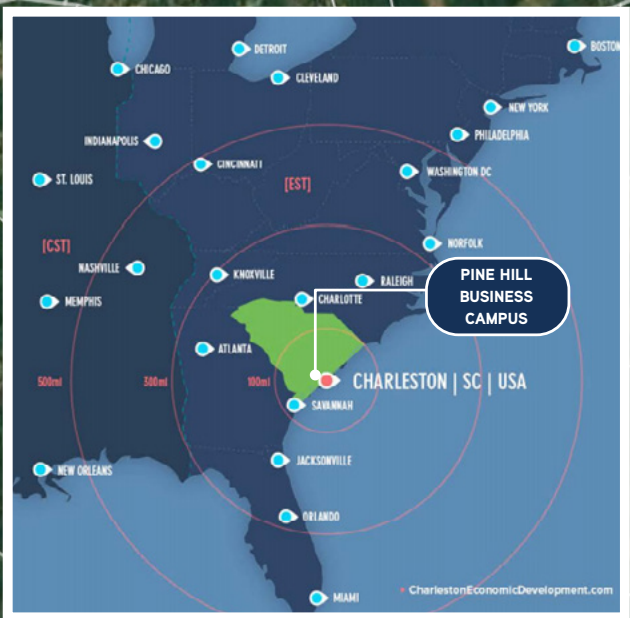 DETROIT
BOSTON
CHICAGO
CLEVELAND
NEW YORK
INDIANAPOLIS
PHILADELPHIA
CINCINNATI
WASHINGTON DC
ST. LOUIS
[EST]
[CST]
NORFOLK
NASHVILLE
KNOXVILLE
RALEIGH
PINE HILL
BUSINESS
CAMPUS
MEMPHIS
CHARLOTTE
ATLANTA
500mi
300mi
100mi
CHARLESTON | SC | USA
SAVANNAH
JACKSONVILLE
NEW ORLEANS
ORLANDO
CharlestonEconomicDevelopment.com
MIAMI